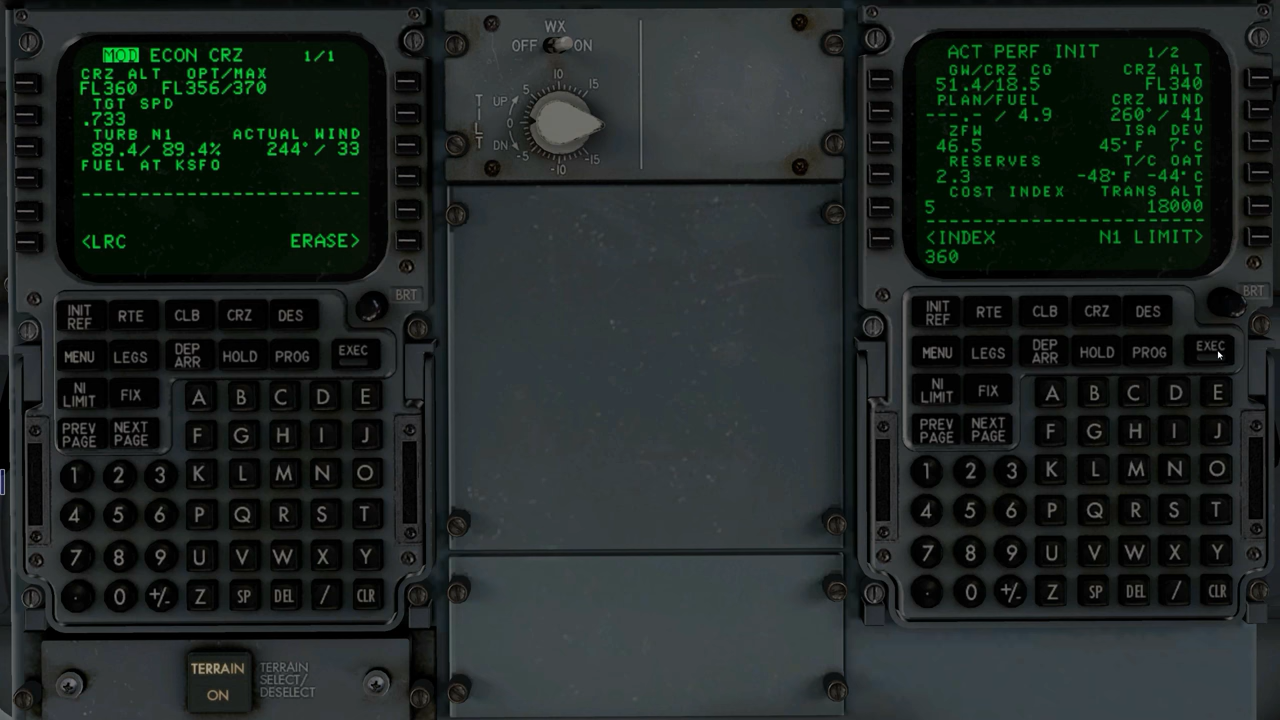 MOD ECON CRZ 1/1
CRZ ALT OPT/MAX
FL360 FL356/370
TGT SPD
.733
TURB N1 ACTUAL WIND
89.4/ 89.4% 244°/ 33
FUEL AT KSFO
------------------------
<LRC ERASE>
BRT
INIT REF RTE CLB CRZ DES
MENU LEGS DEP ARR HOLD PROG EXEC
N1 LIMIT FIX
PREV PAGE NEXT PAGE
A B C D E
F G H I J
1 2 3 K L M N O
4 5 6 P Q R S T
7 8 9 U V W X Y
. 0 +/- Z SP DEL / CLR
TERRAIN ON
TERRAIN SELECT/ DESELECT
WX
OFF ON
10
5 15
UP
TILT 0
DN
-5 -15
-10
ACT PERF INIT 1/2
GW/CRZ CG CRZ ALT
51.4/18.5 FL340
PLAN/FUEL CRZ WIND
---.- / 4.9 260°/ 41
ZFW ISA DEV
46.5 45°F 7°C
RESERVES T/C OAT
2.3 -48°F -44°C
COST INDEX TRANS ALT
5 18000
------------------------
<INDEX N1 LIMIT>
360
BRT
INIT REF RTE CLB CRZ DES
MENU LEGS DEP ARR HOLD PROG EXEC
N1 LIMIT FIX
PREV PAGE NEXT PAGE
A B C D E
F G H I J
1 2 3 K L M N O
4 5 6 P Q R S T
7 8 9 U V W X Y
. 0 +/- Z SP DEL / CLR